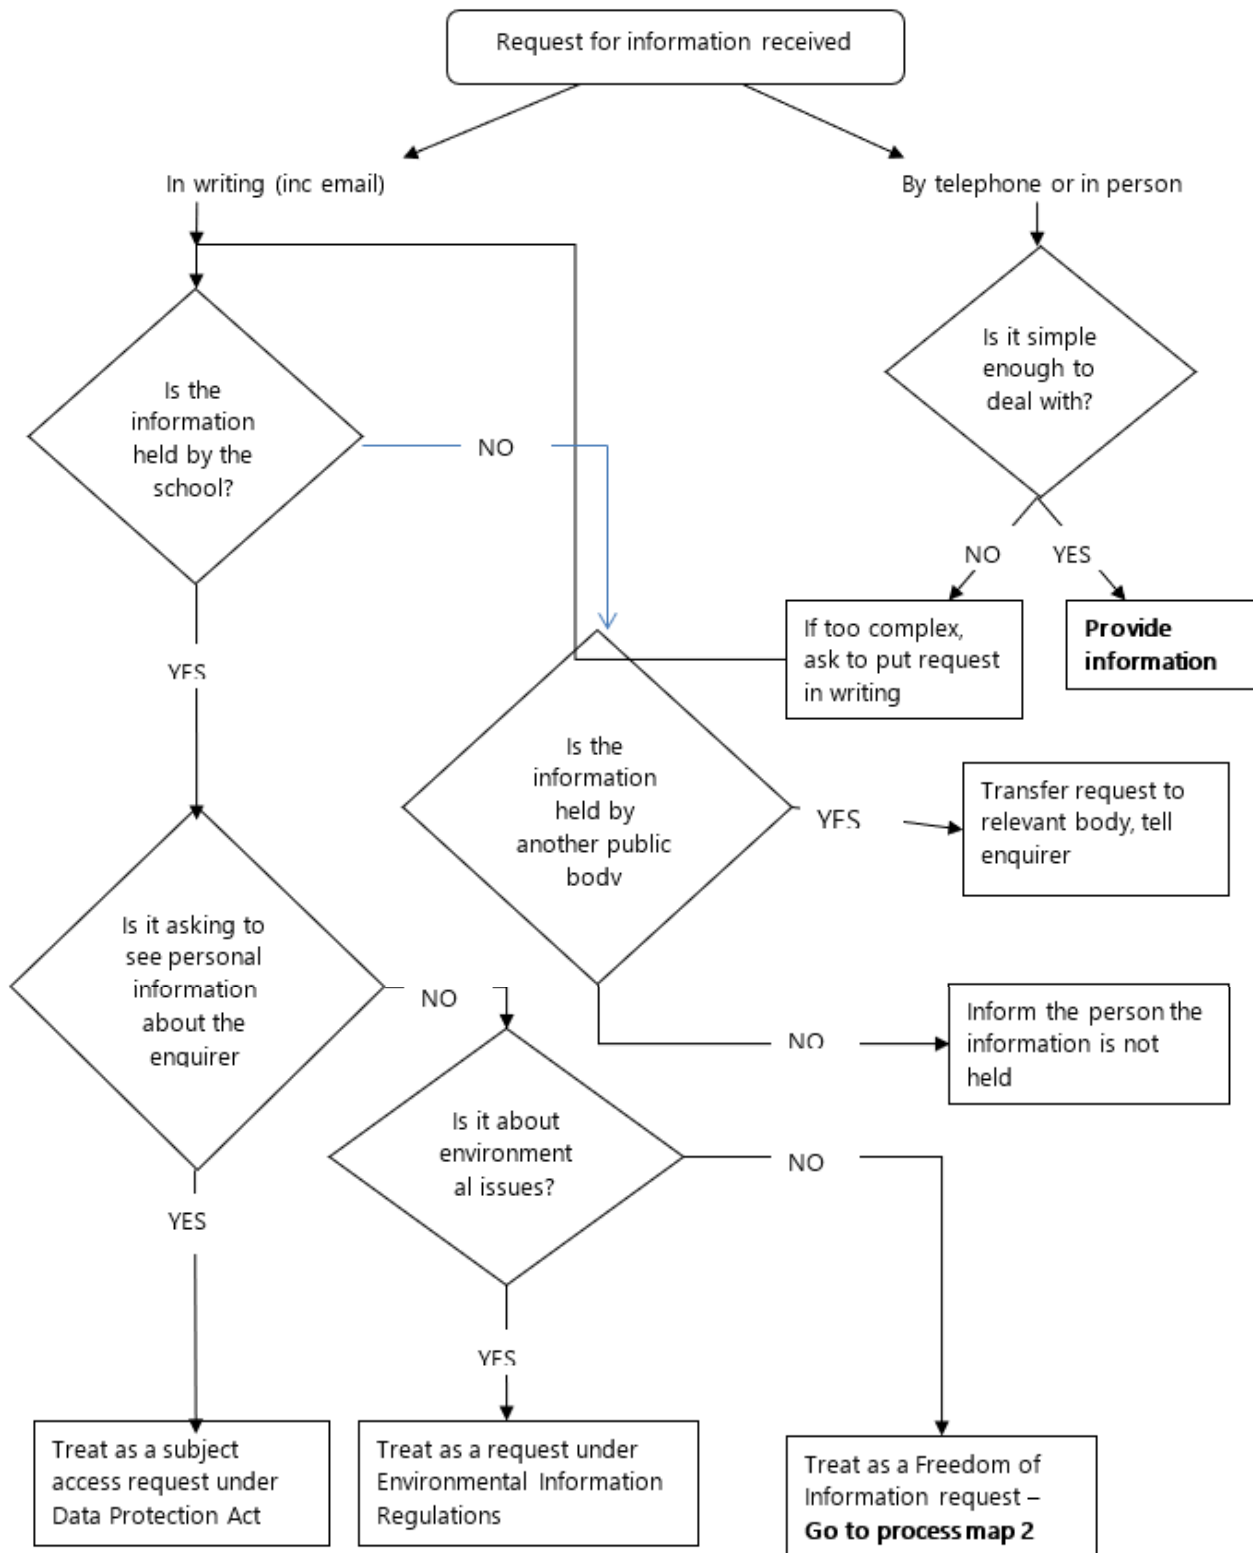 Request for information received
In writing (inc email)
By telephone or in person
Is it simple
enough to
deal with?
Is the
information
held by the
school?
NO
NO
YES
If too complex,
ask to put request
in writing
Provide
information
YES
Is the
information
held by
another public
body
YES
Transfer request to
relevant body, tell
enquirer
Is it asking to
see personal
information
about the
enquirer
NO
NO
Inform the person the
information is not
held
Is it about
environment
al issues?
NO
YES
YES
Treat as a subject
access request under
Data Protection Act
Treat as a request under
Environmental Information
Regulations
Treat as a Freedom of
Information request –
Go to process map 2